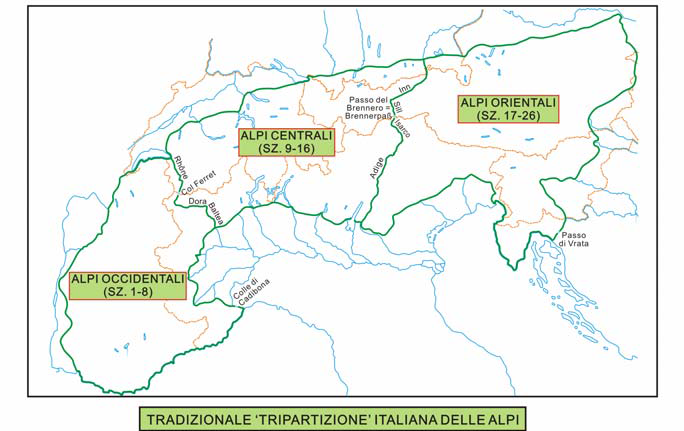 Inn
Passo del
Brennero =
Brennerpaß
Sill
Isarco
ALPI ORIENTALI
(SZ. 17-26)
ALPI CENTRALI
(SZ. 9-16)
Adige
Rhône
Col Ferret
Dora
Baltea
Passo
di Vrata
ALPI OCCIDENTALI
(SZ. 1-8)
Colle di
Cadibona
TRADIZIONALE ‘TRIPARTIZIONE’ ITALIANA DELLE ALPI